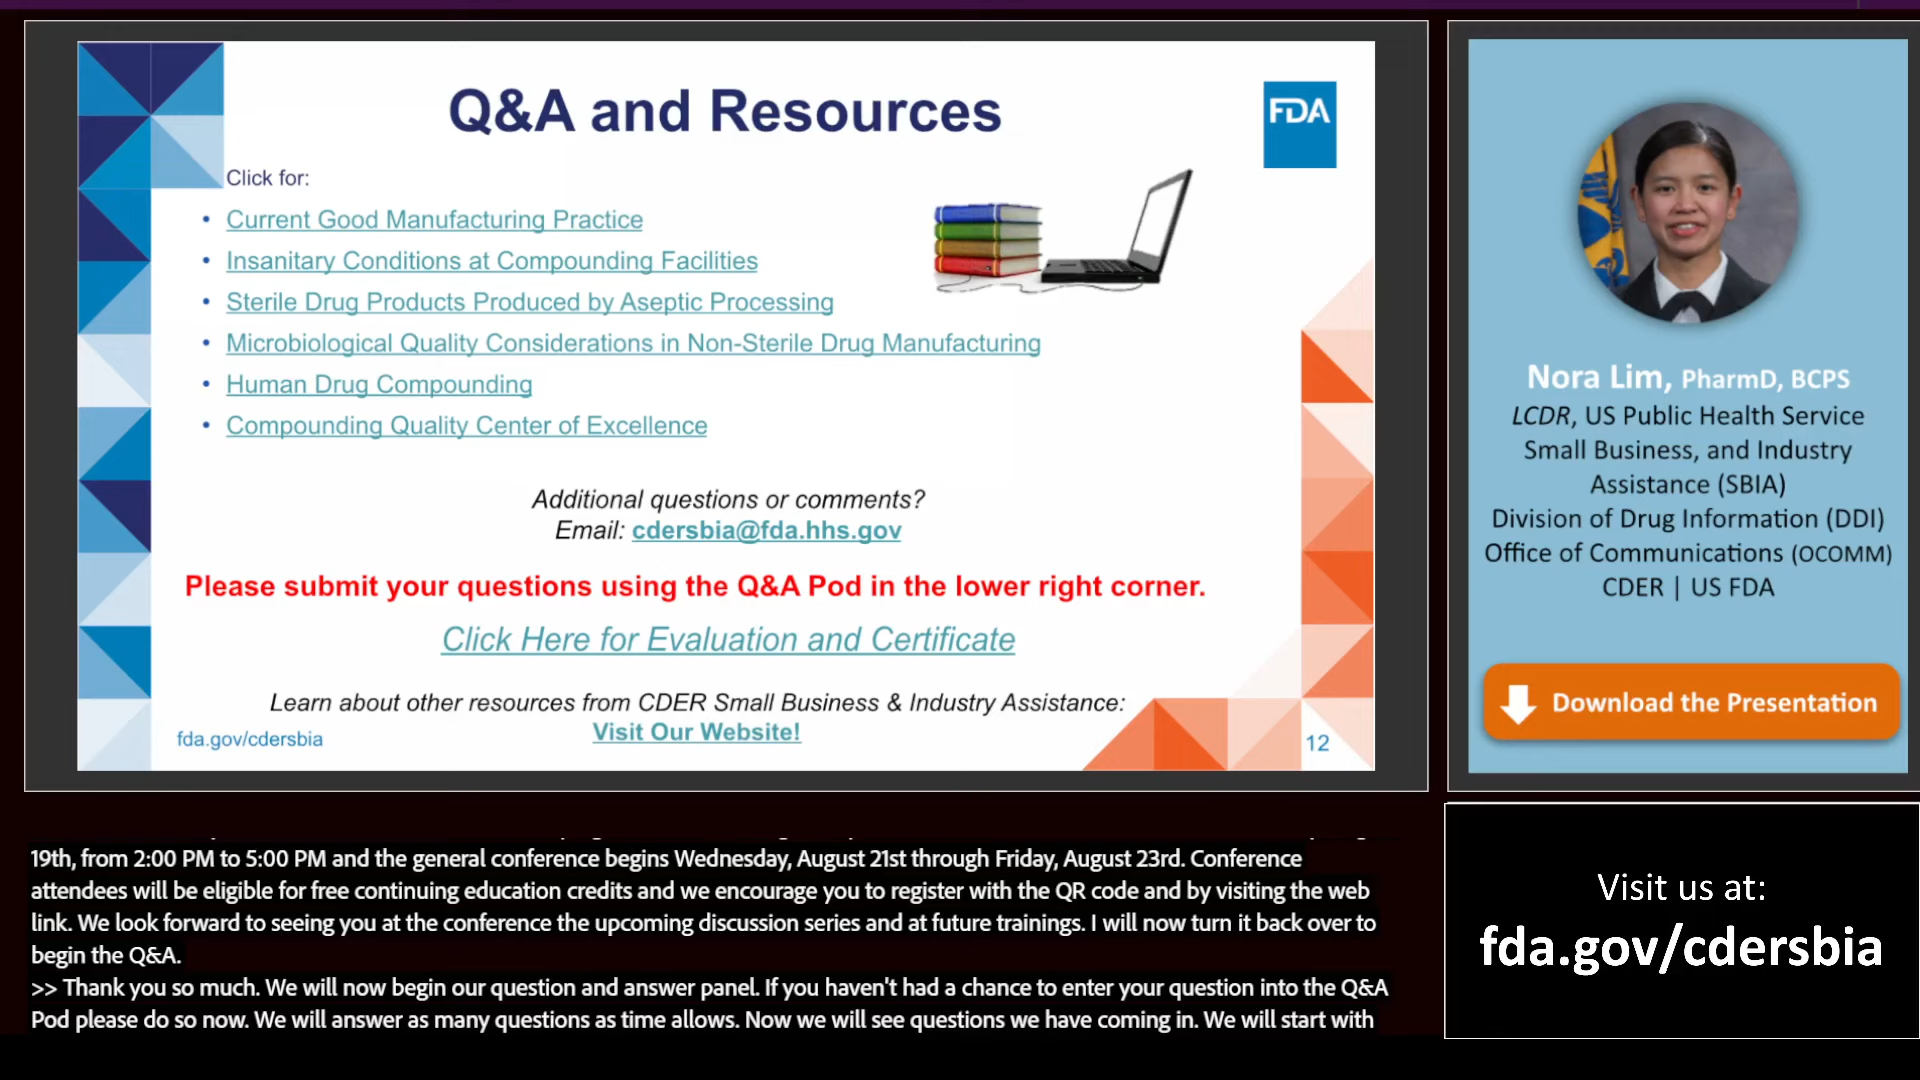 Q&A and Resources
FDA
Click for:
• Current Good Manufacturing Practice
• Insanitary Conditions at Compounding Facilities
• Sterile Drug Products Produced by Aseptic Processing
• Microbiological Quality Considerations in Non-Sterile Drug Manufacturing
• Human Drug Compounding
• Compounding Quality Center of Excellence
Additional questions or comments?
Email: cdersbia@fda.hhs.gov
Please submit your questions using the Q&A Pod in the lower right corner.
Click Here for Evaluation and Certificate
Learn about other resources from CDER Small Business & Industry Assistance:
Visit Our Website!
fda.gov/cdersbia
12
Nora Lim, PharmD, BCPS
LCDR, US Public Health Service
Small Business, and Industry
Assistance (SBIA)
Division of Drug Information (DDI)
Office of Communications (OCOMM)
CDER | US FDA
Download the Presentation
19th, from 2:00 PM to 5:00 PM and the general conference begins Wednesday, August 21st through Friday, August 23rd. Conference
attendees will be eligible for free continuing education credits and we encourage you to register with the QR code and by visiting the web
link. We look forward to seeing you at the conference the upcoming discussion series and at future trainings. I will now turn it back over to
begin the Q&A.
>> Thank you so much. We will now begin our question and answer panel. If you haven't had a chance to enter your question into the Q&A
Pod please do so now. We will answer as many questions as time allows. Now we will see questions we have coming in. We will start with
Visit us at:
fda.gov/cdersbia